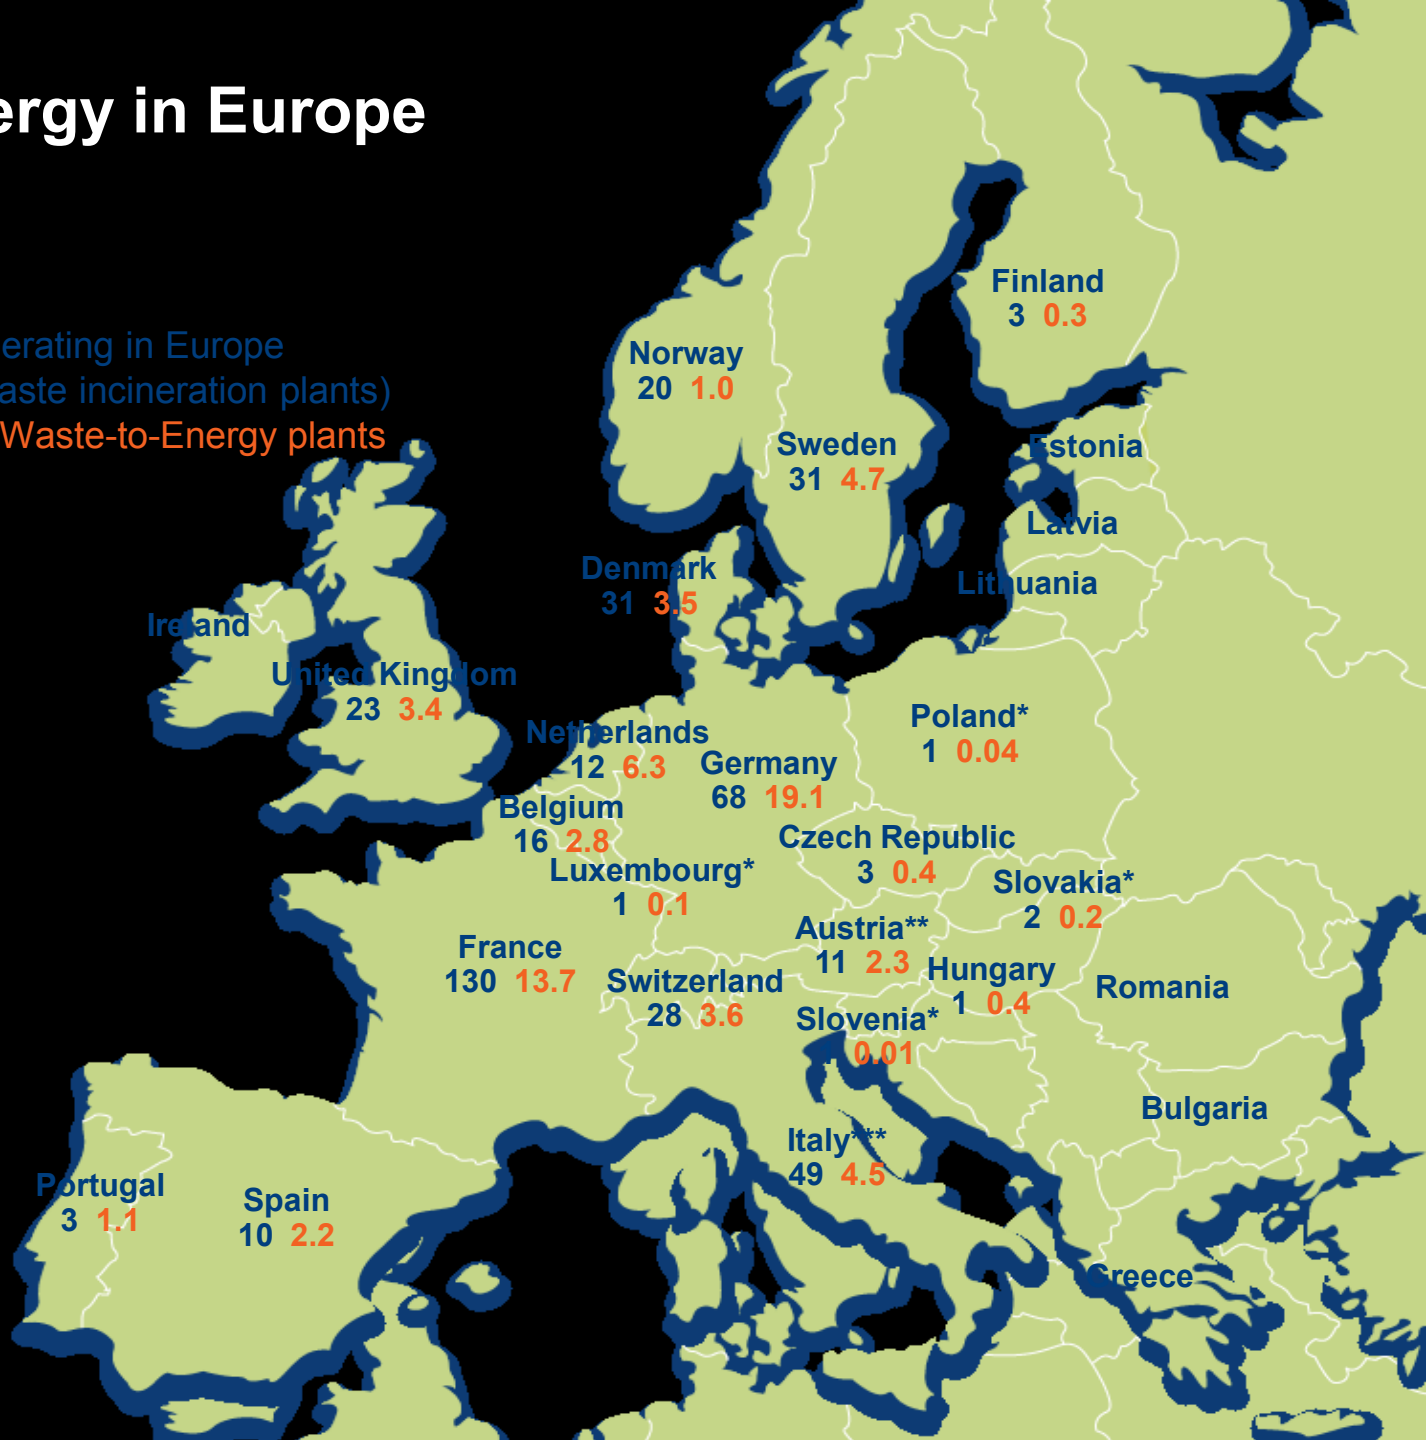 ergy in Europe
erating in Europe
aste incineration plants)
Waste-to-Energy plants
Finland
3 0.3
Norway
20 1.0
Sweden
31 4.7
Estonia
Latvia
Lithuania
Denmark
31 3.5
Ireland
United Kingdom
23 3.4
Netherlands
12 6.3
Germany
68 19.1
Poland*
1 0.04
Belgium
16 2.8
Luxembourg*
1 0.1
Czech Republic
3 0.4
Slovakia*
2 0.2
Austria**
11 2.3
France
130 13.7
Switzerland
28 3.6
Hungary
1 0.4
Romania
Slovenia*
0.01
Bulgaria
Italy***
49 4.5
Portugal
3 1.1
Spain
10 2.2
Greece